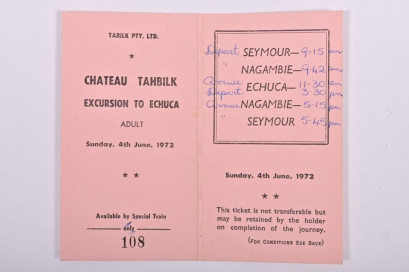 TABILK PTY. LTD.
CHATEAU TAHBILK
EXCURSION TO ECHUCA
ADULT
Sunday, 4th June, 1972
Available by Special Train
only
108
Depart SEYMOUR— 9-15 am
" NAGAMBIE— 9-42 am
Arrive ECHUCA— 11-30 am
Depart 3-30 pm
Arrive NAGAMBIE— 5-15 pm
" SEYMOUR 5-45 pm
Sunday, 4th June, 1972
This ticket is not transferable but
may be retained by the holder
on completion of the journey.
(FOR CONDITIONS SEE BACK)